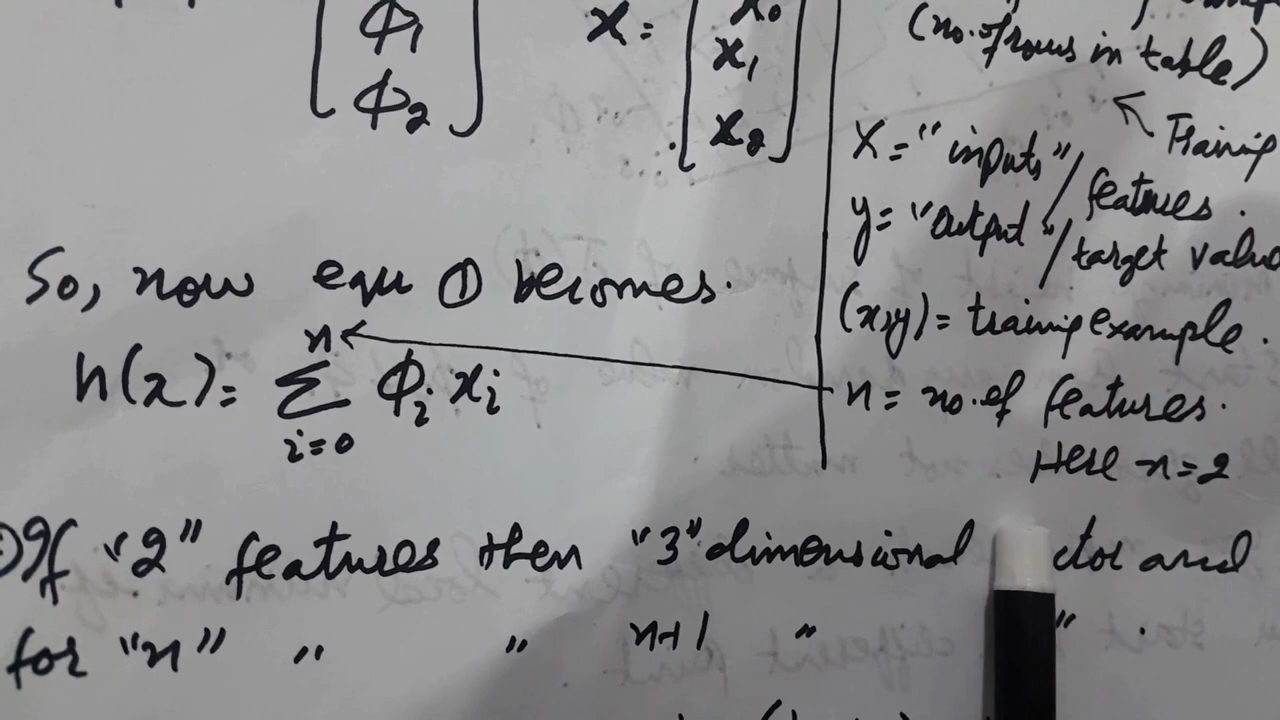 ϕ1
ϕ2
x = x0
x1
x2
(no. of rows in table)
Training
X = "inputs" / features.
y = "output" / target value
(x,y) = training example.
n = no. of features.
Here n = 2
So, now equ ① becomes.
h(x) = n Σ i=0 ϕi xi
If "2" features then "3" dimensional ctor and
for "n" " " n+1 " " .